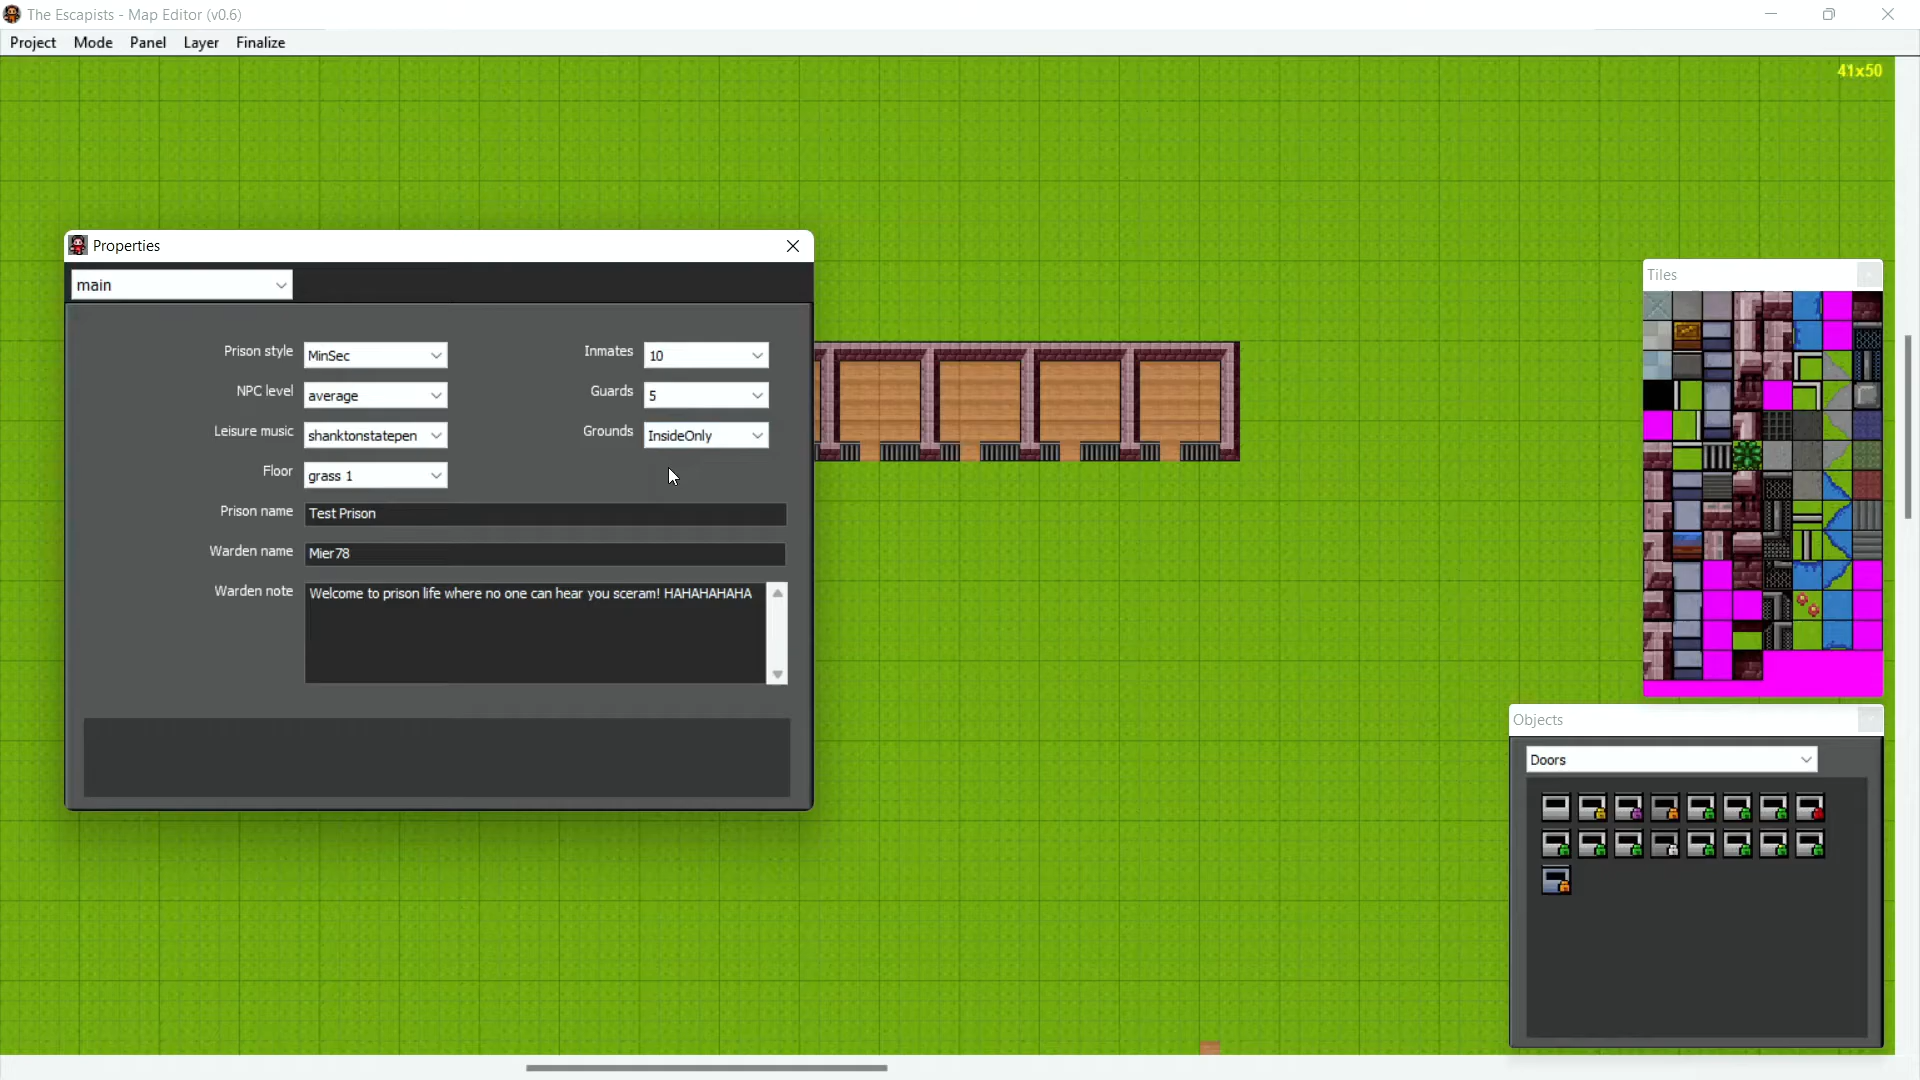 The Escapists - Map Editor (v0.6)
Project Mode Panel Layer Finalize
41x50
Properties
main
Prison style MinSec Inmates 10
NPC level average Guards 5
Leisure music shanktonstatepen Grounds InsideOnly
Floor grass 1
Prison name Test Prison
Warden name Mier78
Warden note Welcome to prison life where no one can hear you sceram! HAHAHAHAHA
Tiles
Objects
Doors